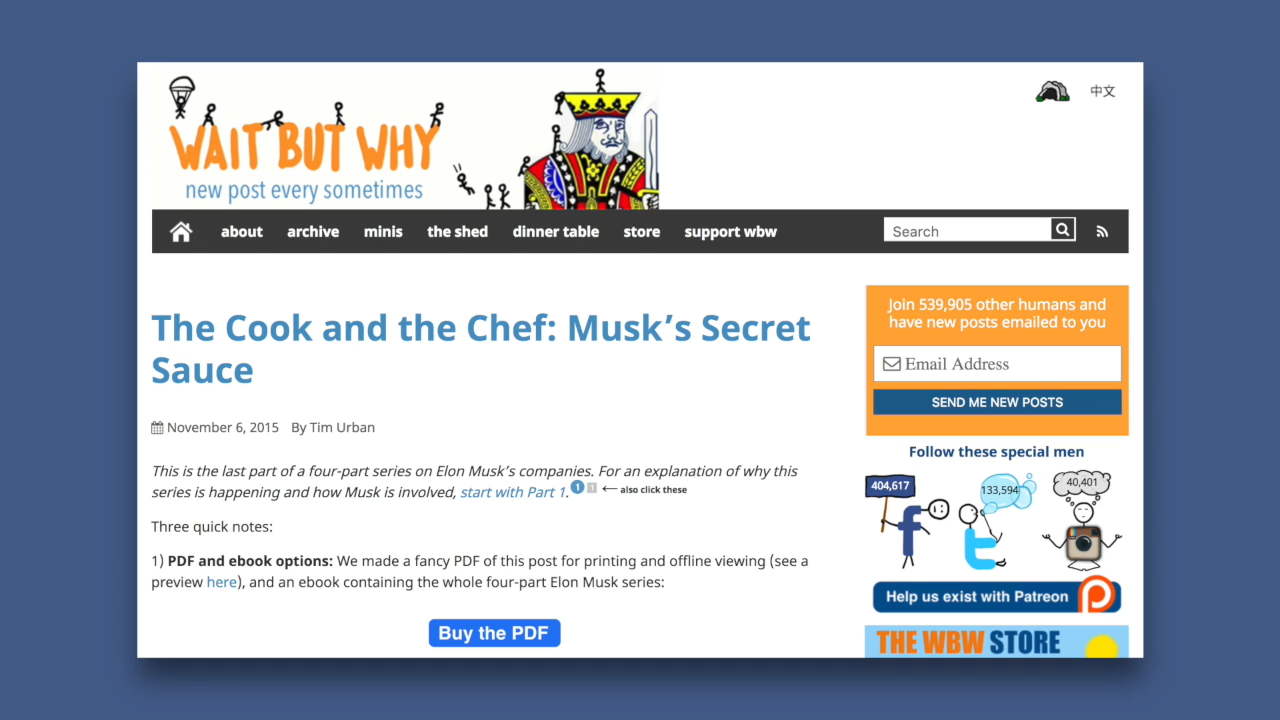 WAIT BUT WHY
new post every sometimes
中文
about archive minis the shed dinner table store support wbw
Search
The Cook and the Chef: Musk’s Secret
Sauce
November 6, 2015 By Tim Urban
This is the last part of a four-part series on Elon Musk’s companies. For an explanation of why this
series is happening and how Musk is involved, start with Part 1. 1 1 ← also click these
Three quick notes:
1) PDF and ebook options: We made a fancy PDF of this post for printing and offline viewing (see a
preview here), and an ebook containing the whole four-part Elon Musk series:
Buy the PDF
Join 539,905 other humans and
have new posts emailed to you
Email Address
SEND ME NEW POSTS
Follow these special men
404,617
133,594
40,401
Help us exist with Patreon
THE WBW STORE